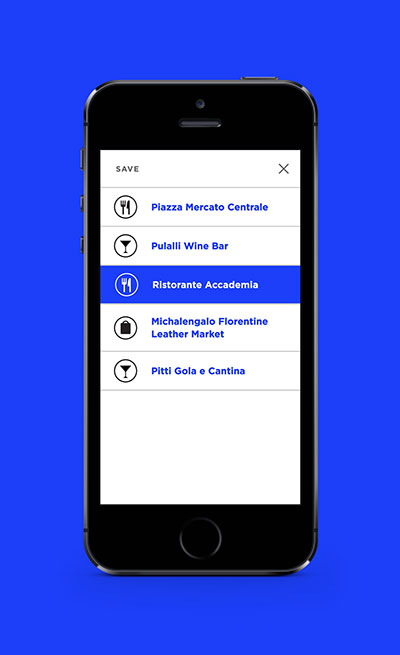 SAVE
Piazza Mercato Centrale
Pulalli Wine Bar
Ristorante Accademia
Michalengalo Florentine
Leather Market
Pitti Gola e Cantina